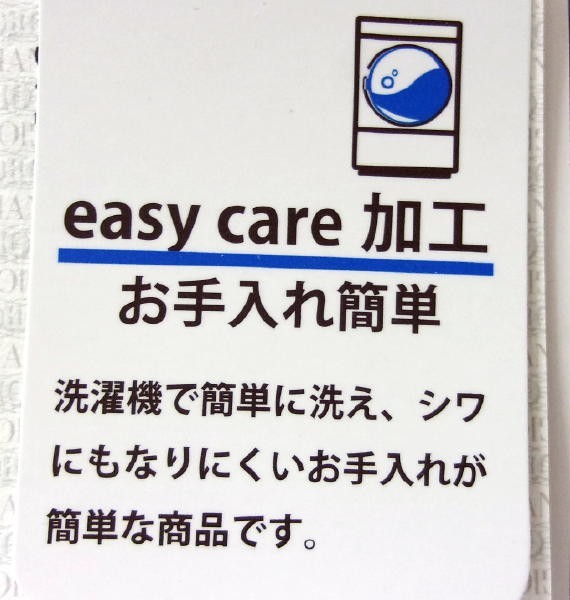 easy care 加工
お手入れ簡単
洗濯機で簡単に洗え、シワ
にもなりにくいお手入れが
簡単な商品です。